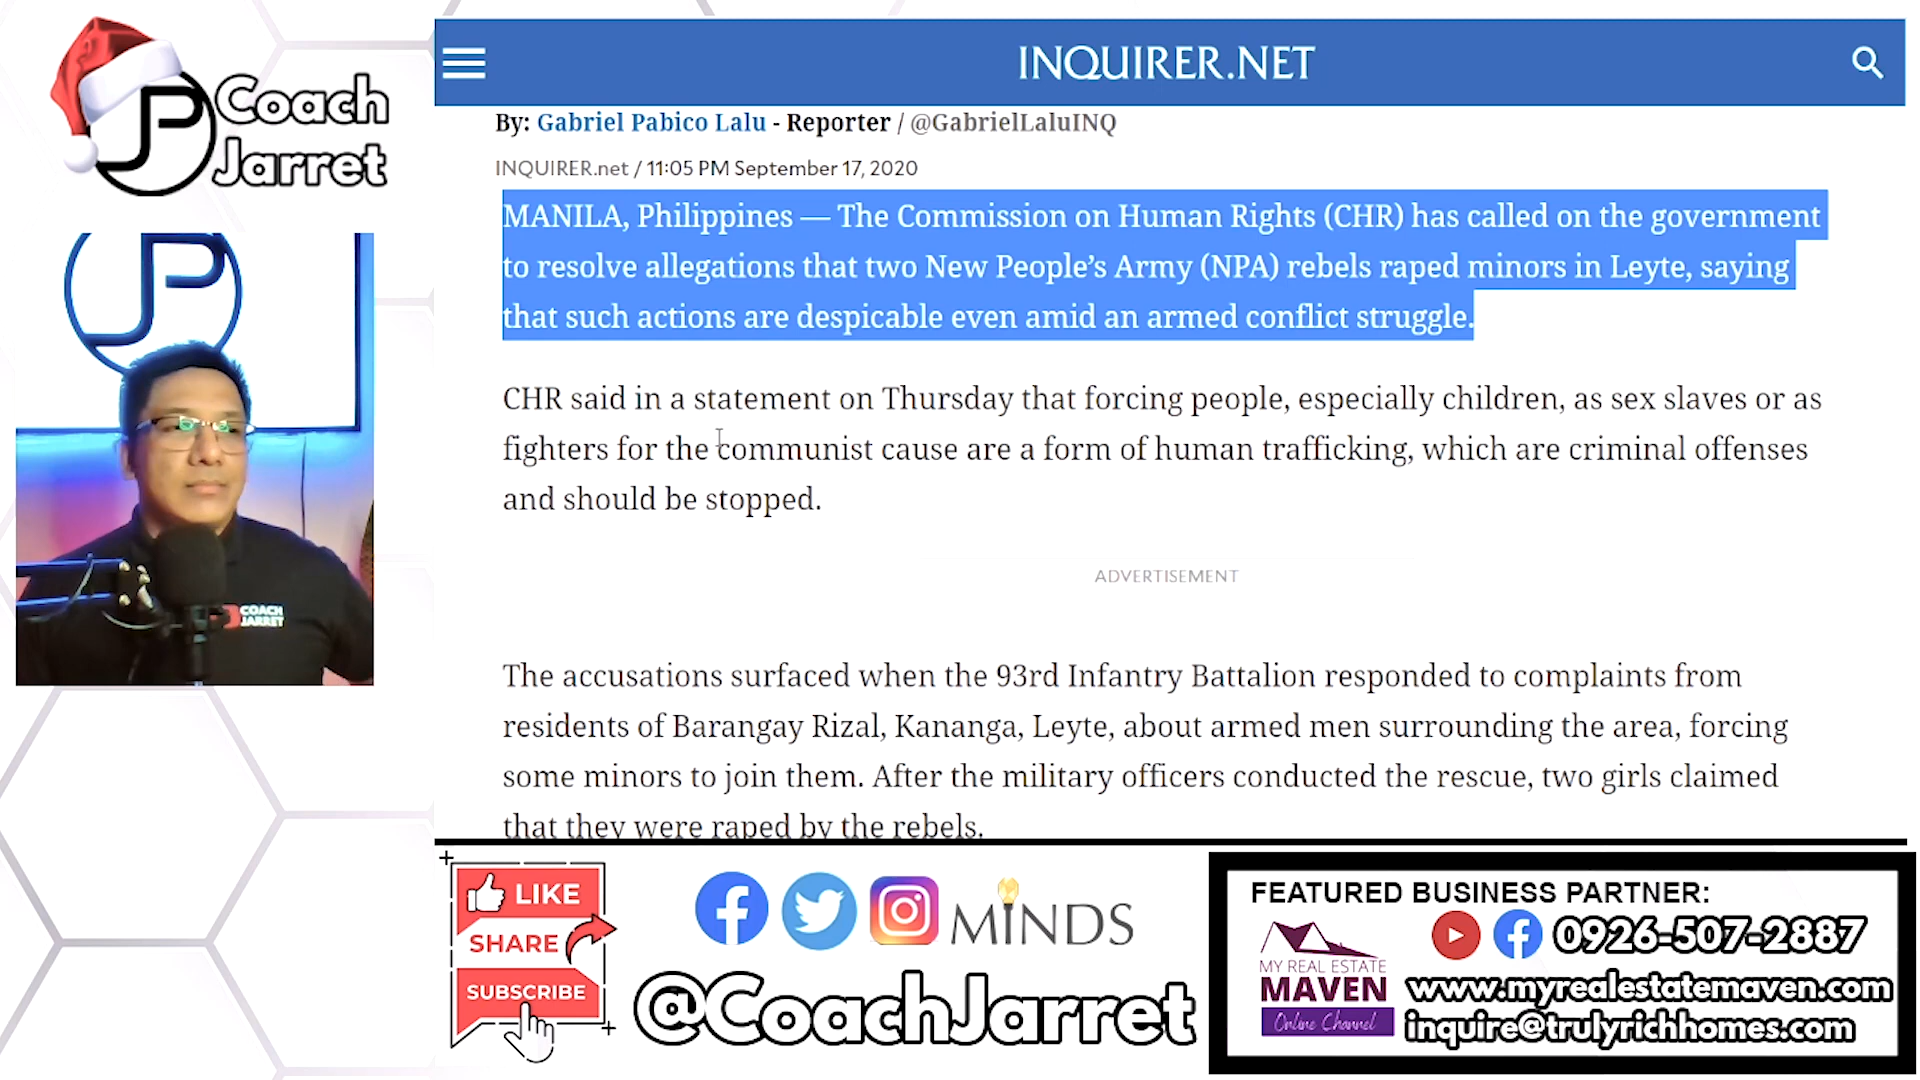 Coach
Jarret
COACH
JARRET
INQUIRER.NET
By: Gabriel Pabico Lalu - Reporter / @GabrielLaluINQ
INQUIRER.net / 11:05 PM September 17, 2020
MANILA, Philippines — The Commission on Human Rights (CHR) has called on the government
to resolve allegations that two New People’s Army (NPA) rebels raped minors in Leyte, saying
that such actions are despicable even amid an armed conflict struggle.
CHR said in a statement on Thursday that forcing people, especially children, as sex slaves or as
fighters for the communist cause are a form of human trafficking, which are criminal offenses
and should be stopped.
ADVERTISEMENT
The accusations surfaced when the 93rd Infantry Battalion responded to complaints from
residents of Barangay Rizal, Kananga, Leyte, about armed men surrounding the area, forcing
some minors to join them. After the military officers conducted the rescue, two girls claimed
that they were raped by the rebels.
LIKE
SHARE
SUBSCRIBE
MINDS
@CoachJarret
FEATURED BUSINESS PARTNER:
0926-507-2887
MY REAL ESTATE
MAVEN
Online Channel
www.myrealestatemaven.com
inquire@trulyrichhomes.com